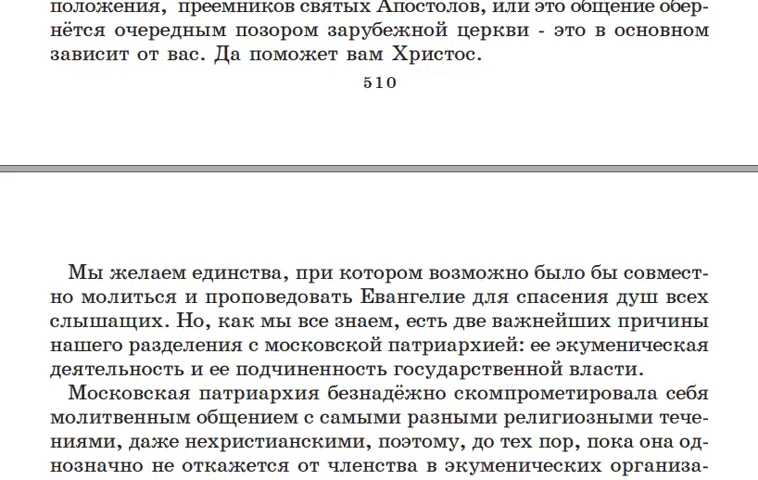 положения, преемников святых Апостолов, или это общение обер-
нётся очередным позором зарубежной церкви - это в основном
зависит от вас. Да поможет вам Христос.
510
Мы желаем единства, при котором возможно было бы совмест-
но молиться и проповедовать Евангелие для спасения душ всех
слышащих. Но, как мы все знаем, есть две важнейших причины
нашего разделения с московской патриархией: ее экуменическая
деятельность и ее подчиненность государственной власти.
Московская патриархия безнадёжно скомпрометировала себя
молитвенным общением с самыми разными религиозными тече-
ниями, даже нехристианскими, поэтому, до тех пор, пока она од-
нозначно не откажется от членства в экуменических организа-